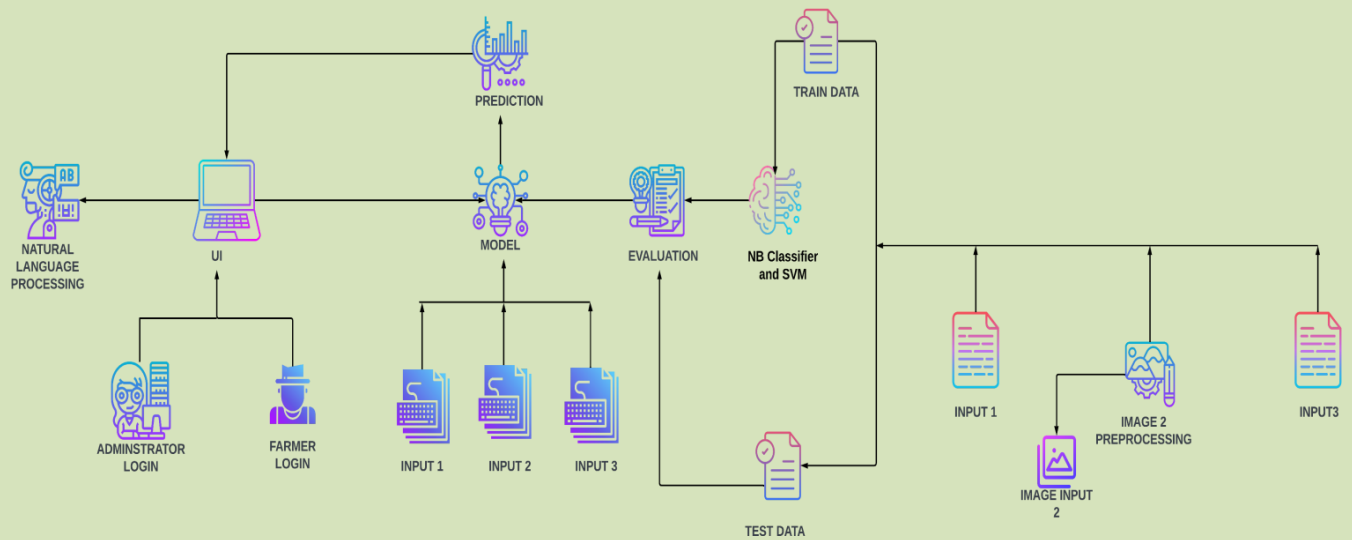 TRAIN DATA
PREDICTION
AB
NATURAL
LANGUAGE
PROCESSING
UI
MODEL
EVALUATION
NB Classifier
and SVM
ADMINSTRATOR
LOGIN
FARMER
LOGIN
INPUT 1
INPUT 2
INPUT 3
INPUT 1
IMAGE 2
PREPROCESSING
INPUT3
IMAGE INPUT
2
TEST DATA